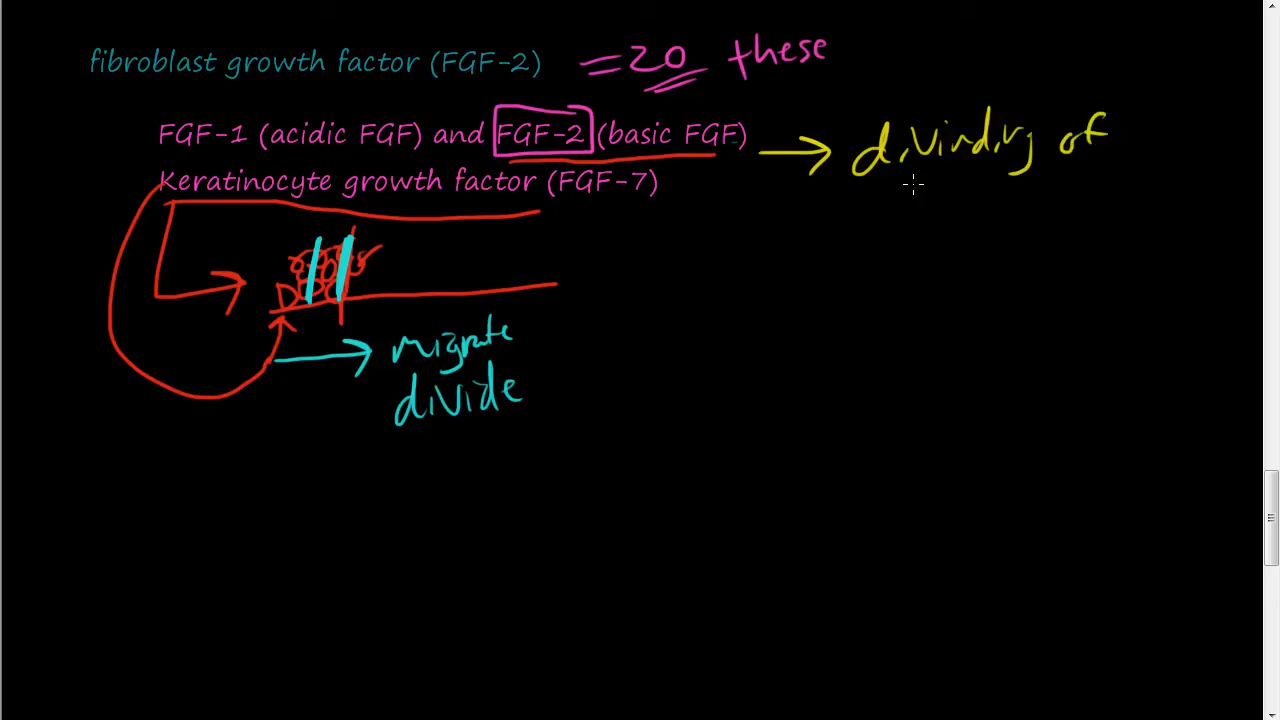 fibroblast growth factor (FGF-2) = 20 these
FGF-1 (acidic FGF) and FGF-2 (basic FGF) → divinding of
Keratinocyte growth factor (FGF-7)
migrate
divide